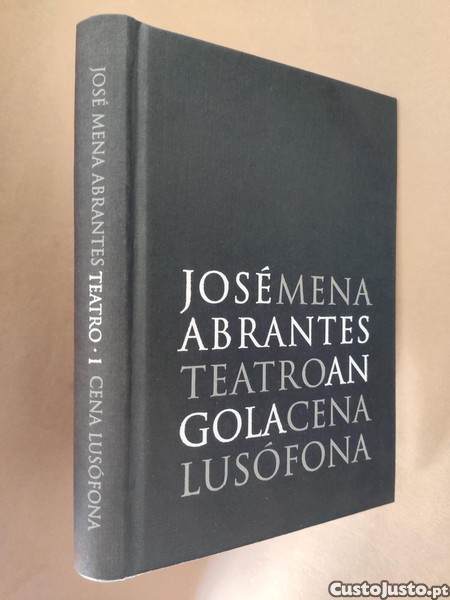 JOSÉ MENA ABRANTES TEATRO · I CENA LUSÓFONA
JOSÉMENA
ABRANTES
TEATROAN
GOLACENA
LUSÓFONA
CustoJusto.pt